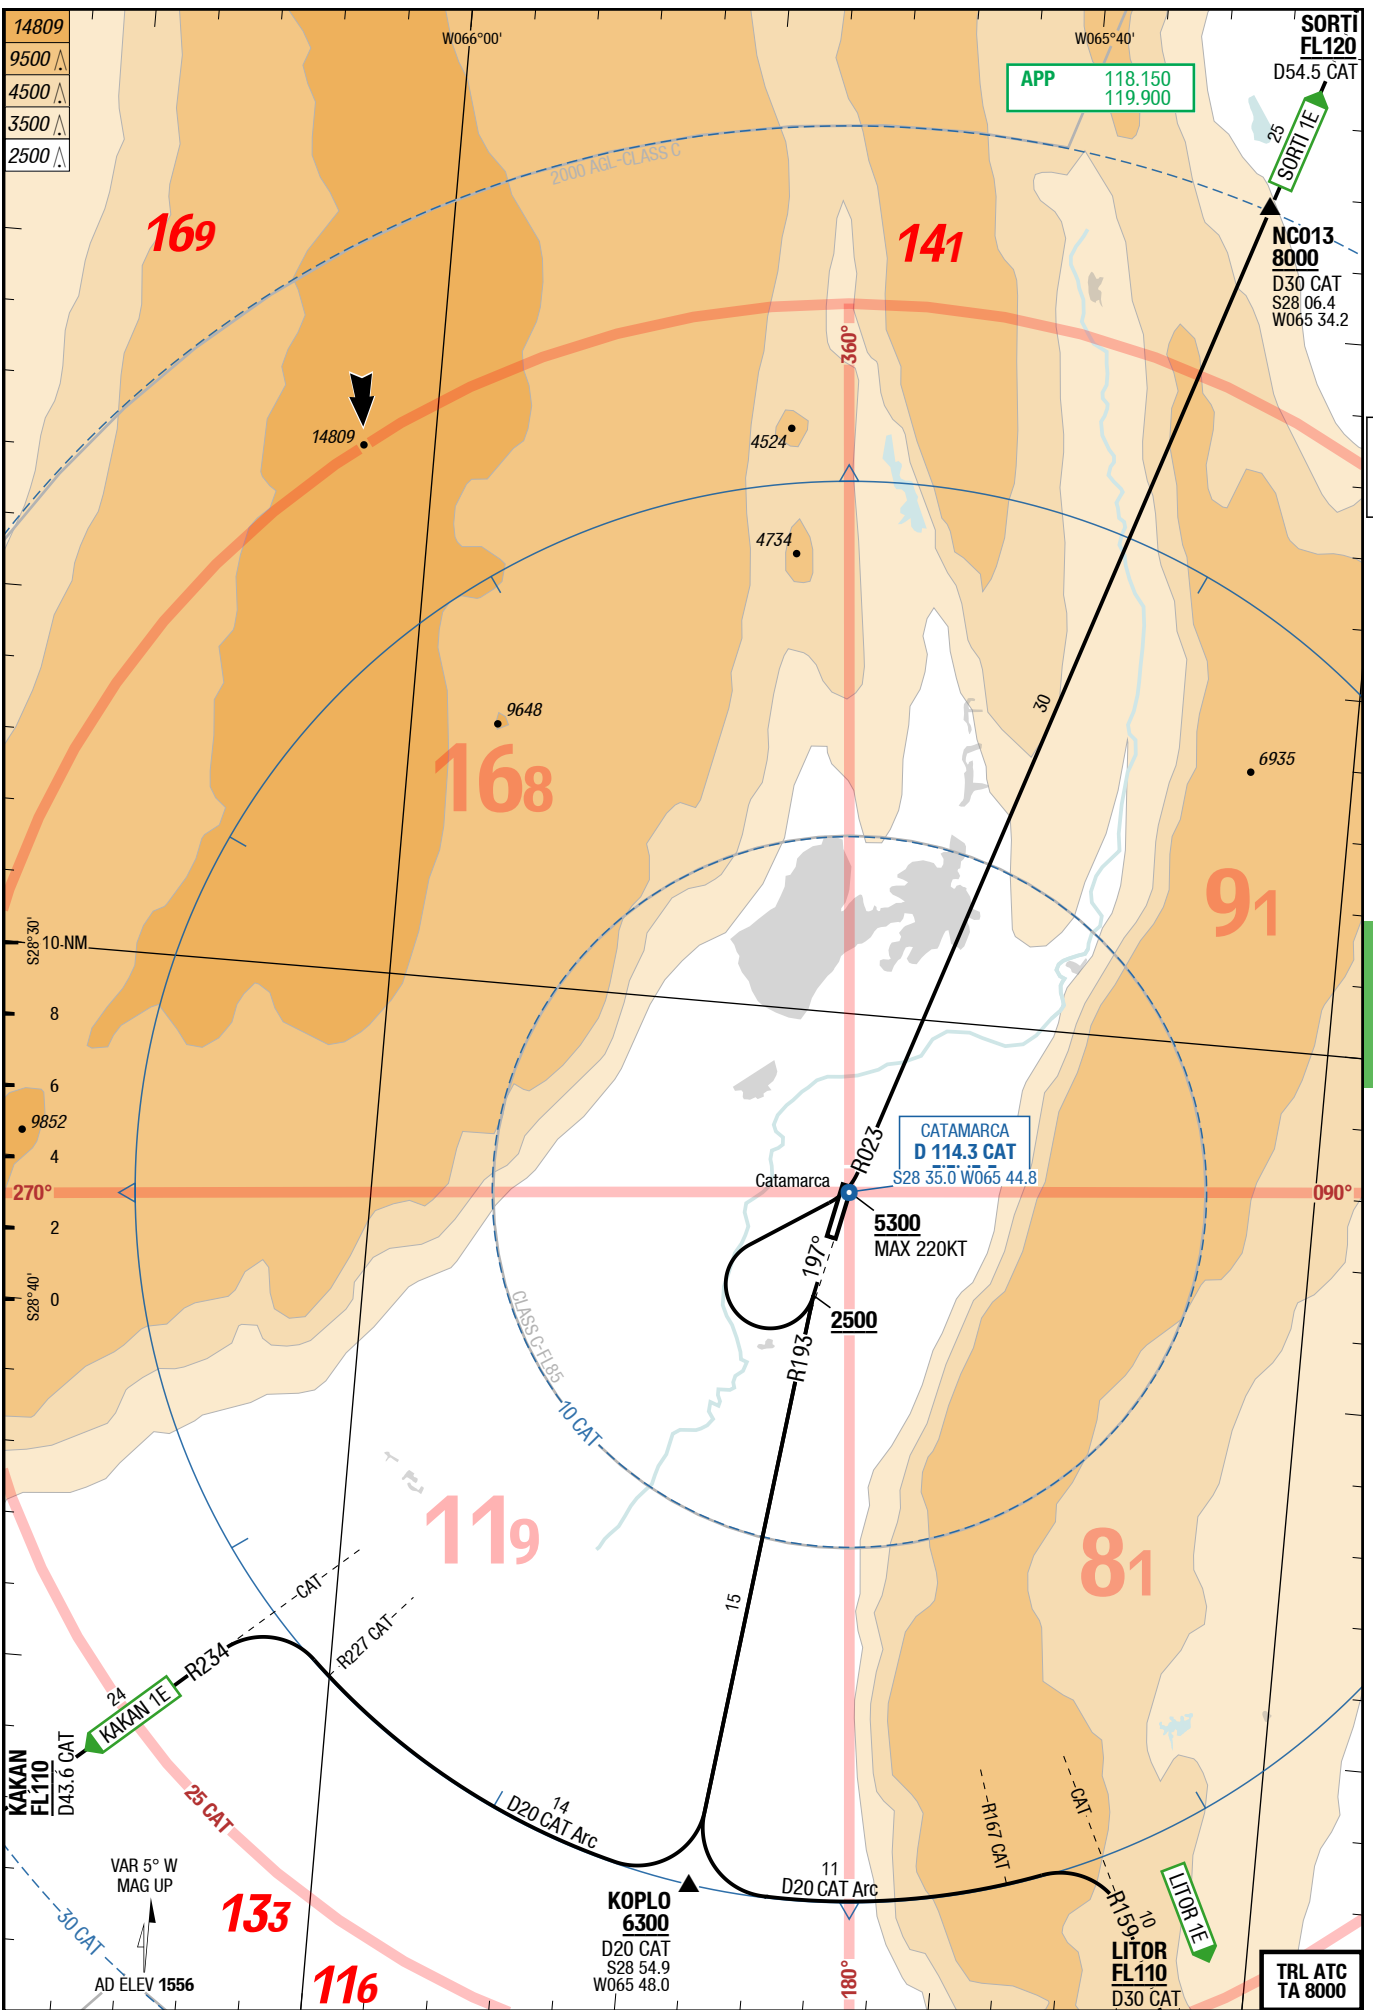 14809
9500
4500
3500
2500
W066°00'
W065°40'
SORTI
FL120
D54.5 CAT
APP 118.150
119.900
25
SORTI 1E
2000 AGL-CLASS C
169
141
NC013
8000
D30 CAT
S28 06.4
W065 34.2
360°
14809
4524
4734
30
9648
168
6935
91
S28°30'
10 NM
8
6
9852
4
R023
CATAMARCA
D 114.3 CAT
S28 35.0 W065 44.8
Catamarca
270°
090°
2
5300
MAX 220KT
197°
S28°40'
0
2500
CLASS C-FL85
R193
10 CAT
119
81
15
CAT
R227 CAT
R234
24
KAKAN 1E
KAKAN
FL110
D43.6 CAT
25 CAT
14
D20 CAT Arc
11
D20 CAT Arc
R167 CAT
CAT
LITOR 1E
R159
10
VAR 5° W
MAG UP
133
KOPLO
6300
D20 CAT
S28 54.9
W065 48.0
30 CAT
AD ELEV 1556
116
180°
LITOR
FL110
D30 CAT
TRL ATC
TA 8000